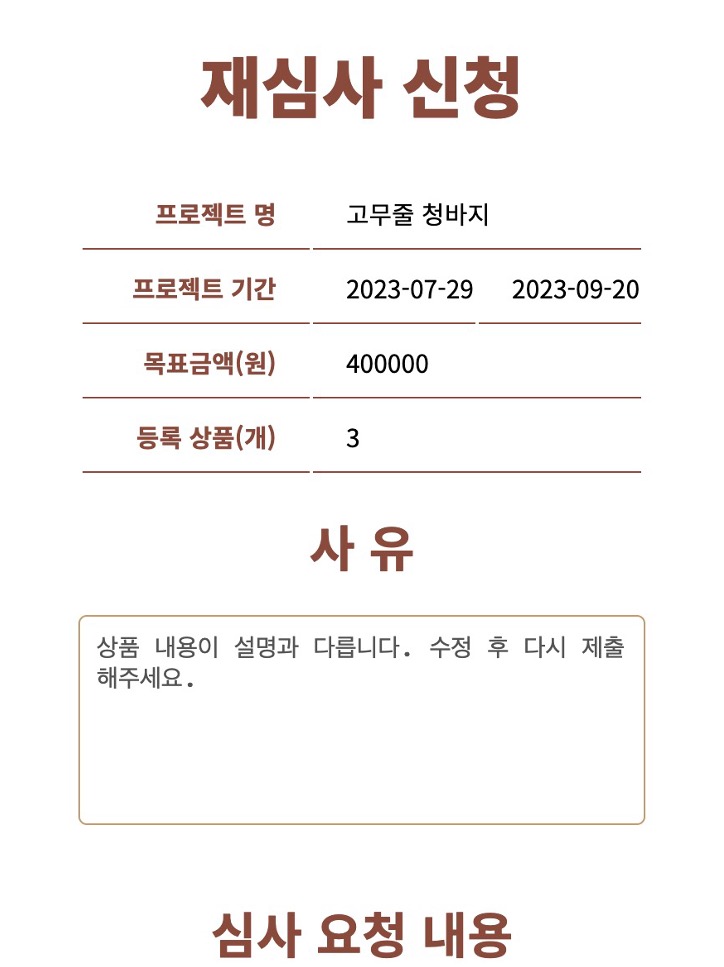 재심사 신청
프로젝트 명 고무줄 청바지
프로젝트 기간 2023-07-29 2023-09-20
목표금액(원) 400000
등록 상품(개) 3
사 유
상품 내용이 설명과 다릅니다. 수정 후 다시 제출
해주세요.
심사 요청 내용